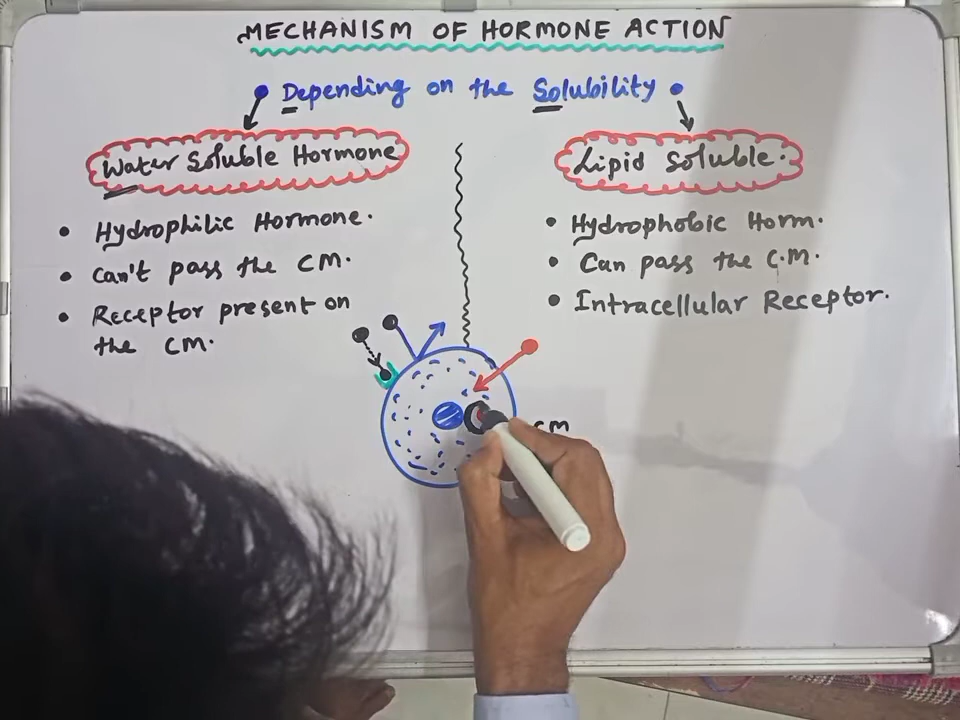 MECHANISM OF HORMONE ACTION
Depending on the Solubility
Water Soluble Hormone
• Hydrophilic Hormone.
• Can't pass the CM.
• Receptor present on
the CM.
Lipid Soluble.
• Hydrophobic Horm.
• Can pass the C.M.
• Intracellular Receptor.
CM